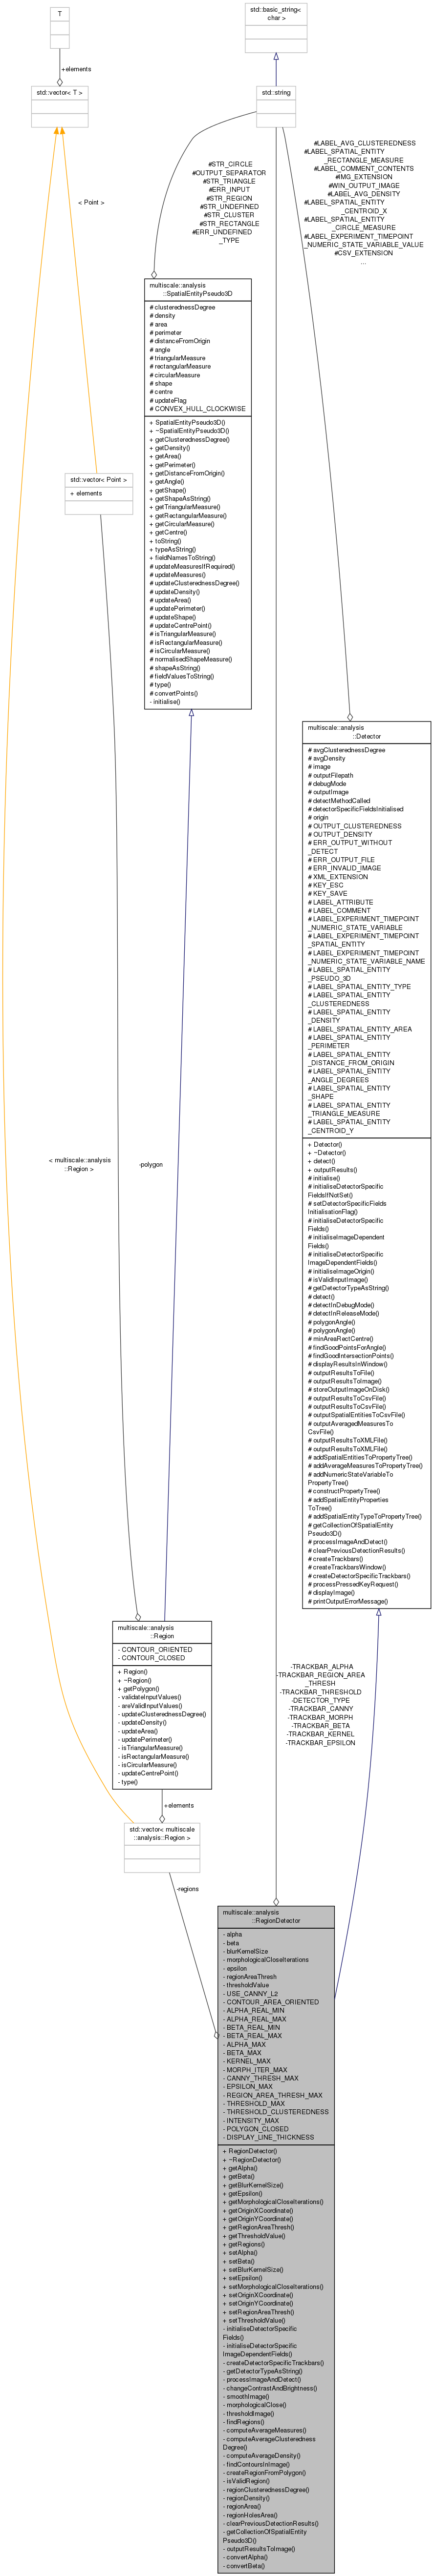 T
std::basic_string<
char >
+elements
std::vector< T >
std::string
#LABEL_AVG_CLUSTEREDNESS
#LABEL_SPATIAL_ENTITY
_RECTANGLE_MEASURE
#LABEL_COMMENT_CONTENTS
#IMG_EXTENSION
#WIN_OUTPUT_IMAGE
#LABEL_AVG_DENSITY
#LABEL_SPATIAL_ENTITY
_CENTROID_X
#LABEL_SPATIAL_ENTITY
_CIRCLE_MEASURE
#LABEL_EXPERIMENT_TIMEPOINT
_NUMERIC_STATE_VARIABLE_VALUE
#CSV_EXTENSION
...
#STR_CIRCLE
#OUTPUT_SEPARATOR
#STR_TRIANGLE
#ERR_INPUT
#STR_REGION
#STR_UNDEFINED
#STR_CLUSTER
#STR_RECTANGLE
#ERR_UNDEFINED
_TYPE
< Point >
multiscale::analysis
::SpatialEntityPseudo3D
# clusterednessDegree
# density
# area
# perimeter
# distanceFromOrigin
# angle
# triangularMeasure
# rectangularMeasure
# circularMeasure
# shape
# centre
# updateFlag
# CONVEX_HULL_CLOCKWISE
+ SpatialEntityPseudo3D()
+ ~SpatialEntityPseudo3D()
+ getClusterednessDegree()
+ getDensity()
+ getArea()
+ getPerimeter()
+ getDistanceFromOrigin()
+ getAngle()
+ getShape()
+ getShapeAsString()
+ getTriangularMeasure()
+ getRectangularMeasure()
+ getCircularMeasure()
+ getCentre()
+ toString()
+ typeAsString()
+ fieldNamesToString()
# updateMeasuresIfRequired()
# updateMeasures()
# updateClusterednessDegree()
# updateDensity()
# updateArea()
# updatePerimeter()
# updateShape()
# updateCentrePoint()
# isTriangularMeasure()
# isRectangularMeasure()
# isCircularMeasure()
# normalisedShapeMeasure()
# shapeAsString()
# fieldValuesToString()
# type()
# convertPoints()
- initialise()
std::vector< Point >
+ elements
multiscale::analysis
::Detector
# avgClusterednessDegree
# avgDensity
# image
# outputFilepath
# debugMode
# outputImage
# detectMethodCalled
# detectorSpecificFieldsInitialised
# origin
# OUTPUT_CLUSTEREDNESS
# OUTPUT_DENSITY
# ERR_OUTPUT_WITHOUT
_DETECT
# ERR_OUTPUT_FILE
# ERR_INVALID_IMAGE
# XML_EXTENSION
# KEY_ESC
# KEY_SAVE
# LABEL_ATTRIBUTE
# LABEL_COMMENT
# LABEL_EXPERIMENT_TIMEPOINT
_NUMERIC_STATE_VARIABLE
# LABEL_EXPERIMENT_TIMEPOINT
_SPATIAL_ENTITY
# LABEL_EXPERIMENT_TIMEPOINT
_NUMERIC_STATE_VARIABLE_NAME
# LABEL_SPATIAL_ENTITY
_PSEUDO_3D
# LABEL_SPATIAL_ENTITY_TYPE
# LABEL_SPATIAL_ENTITY
_CLUSTEREDNESS
# LABEL_SPATIAL_ENTITY
_DENSITY
# LABEL_SPATIAL_ENTITY_AREA
# LABEL_SPATIAL_ENTITY
_PERIMETER
# LABEL_SPATIAL_ENTITY
_DISTANCE_FROM_ORIGIN
# LABEL_SPATIAL_ENTITY
_ANGLE_DEGREES
# LABEL_SPATIAL_ENTITY
_SHAPE
# LABEL_SPATIAL_ENTITY
_TRIANGLE_MEASURE
# LABEL_SPATIAL_ENTITY
_CENTROID_Y
+ Detector()
+ ~Detector()
+ detect()
+ outputResults()
# initialise()
# initialiseDetectorSpecific
FieldsIfNotSet()
# setDetectorSpecificFields
InitialisationFlag()
# initialiseDetectorSpecific
Fields()
# initialiseImageDependent
Fields()
# initialiseDetectorSpecific
ImageDependentFields()
# initialiseImageOrigin()
# isValidInputImage()
# getDetectorTypeAsString()
# detect()
# detectInDebugMode()
# detectInReleaseMode()
# polygonAngle()
# polygonAngle()
# minAreaRectCentre()
# findGoodPointsForAngle()
# findGoodIntersectionPoints()
# displayResultsInWindow()
# outputResultsToFile()
# outputResultsToImage()
# storeOutputImageOnDisk()
# outputResultsToCsvFile()
# outputResultsToCsvFile()
# outputSpatialEntitiesToCsvFile()
# outputAveragedMeasuresTo
CsvFile()
# outputResultsToXMLFile()
# outputResultsToXMLFile()
# addSpatialEntitiesToPropertyTree()
# addAverageMeasuresToPropertyTree()
# addNumericStateVariableTo
PropertyTree()
# constructPropertyTree()
# addSpatialEntityProperties
ToTree()
# addSpatialEntityTypeToPropertyTree()
# getCollectionOfSpatialEntity
Pseudo3D()
# processImageAndDetect()
# clearPreviousDetectionResults()
# createTrackbars()
# createTrackbarsWindow()
# createDetectorSpecificTrackbars()
# processPressedKeyRequest()
# displayImage()
# printOutputErrorMessage()
< multiscale::analysis
::Region >
-polygon
multiscale::analysis
::Region
- CONTOUR_ORIENTED
- CONTOUR_CLOSED
+ Region()
+ ~Region()
+ getPolygon()
- validateInputValues()
- areValidInputValues()
- updateClusterednessDegree()
- updateDensity()
- updateArea()
- updatePerimeter()
- isTriangularMeasure()
- isRectangularMeasure()
- isCircularMeasure()
- updateCentrePoint()
- type()
-TRACKBAR_ALPHA
-TRACKBAR_REGION_AREA
_THRESH
-TRACKBAR_THRESHOLD
-DETECTOR_TYPE
-TRACKBAR_CANNY
-TRACKBAR_MORPH
-TRACKBAR_BETA
-TRACKBAR_KERNEL
-TRACKBAR_EPSILON
+elements
std::vector< multiscale
::analysis::Region >
-regions
multiscale::analysis
::RegionDetector
- alpha
- beta
- blurKernelSize
- morphologicalCloseIterations
- epsilon
- regionAreaThresh
- thresholdValue
- USE_CANNY_L2
- CONTOUR_AREA_ORIENTED
- ALPHA_REAL_MIN
- ALPHA_REAL_MAX
- BETA_REAL_MIN
- BETA_REAL_MAX
- ALPHA_MAX
- BETA_MAX
- KERNEL_MAX
- MORPH_ITER_MAX
- CANNY_THRESH_MAX
- EPSILON_MAX
- REGION_AREA_THRESH_MAX
- THRESHOLD_MAX
- THRESHOLD_CLUSTEREDNESS
- INTENSITY_MAX
- POLYGON_CLOSED
- DISPLAY_LINE_THICKNESS
+ RegionDetector()
+ ~RegionDetector()
+ getAlpha()
+ getBeta()
+ getBlurKernelSize()
+ getEpsilon()
+ getMorphologicalCloseIterations()
+ getOriginXCoordinate()
+ getOriginYCoordinate()
+ getRegionAreaThresh()
+ getThresholdValue()
+ getRegions()
+ setAlpha()
+ setBeta()
+ setBlurKernelSize()
+ setEpsilon()
+ setMorphologicalCloseIterations()
+ setOriginXCoordinate()
+ setOriginYCoordinate()
+ setRegionAreaThresh()
+ setThresholdValue()
- initialiseDetectorSpecific
Fields()
- initialiseDetectorSpecific
ImageDependentFields()
- createDetectorSpecificTrackbars()
- getDetectorTypeAsString()
- processImageAndDetect()
- changeContrastAndBrightness()
- smoothImage()
- morphologicalClose()
- thresholdImage()
- findRegions()
- computeAverageMeasures()
- computeAverageClusteredness
Degree()
- computeAverageDensity()
- findContoursInImage()
- createRegionFromPolygon()
- isValidRegion()
- regionClusterednessDegree()
- regionDensity()
- regionArea()
- regionHolesArea()
- clearPreviousDetectionResults()
- getCollectionOfSpatialEntity
Pseudo3D()
- outputResultsToImage()
- convertAlpha()
- convertBeta()